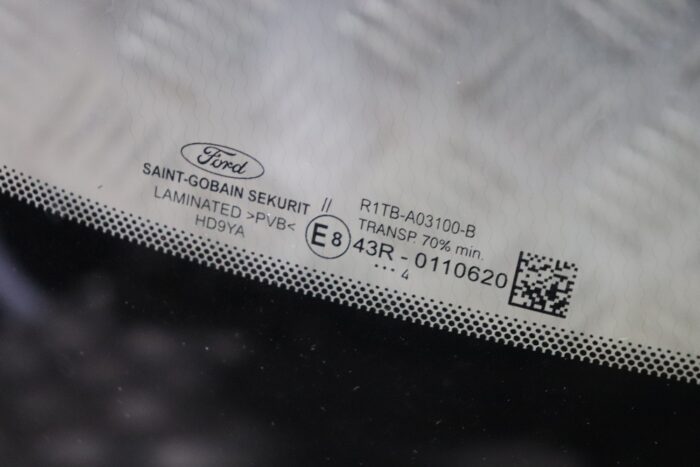 Ford
SAINT-GOBAIN SEKURIT //
LAMINATED >PVB<
HD9YA
R1TB-A03100-B
TRANSP. 70% min.
E8 43R - 0110620
... 4